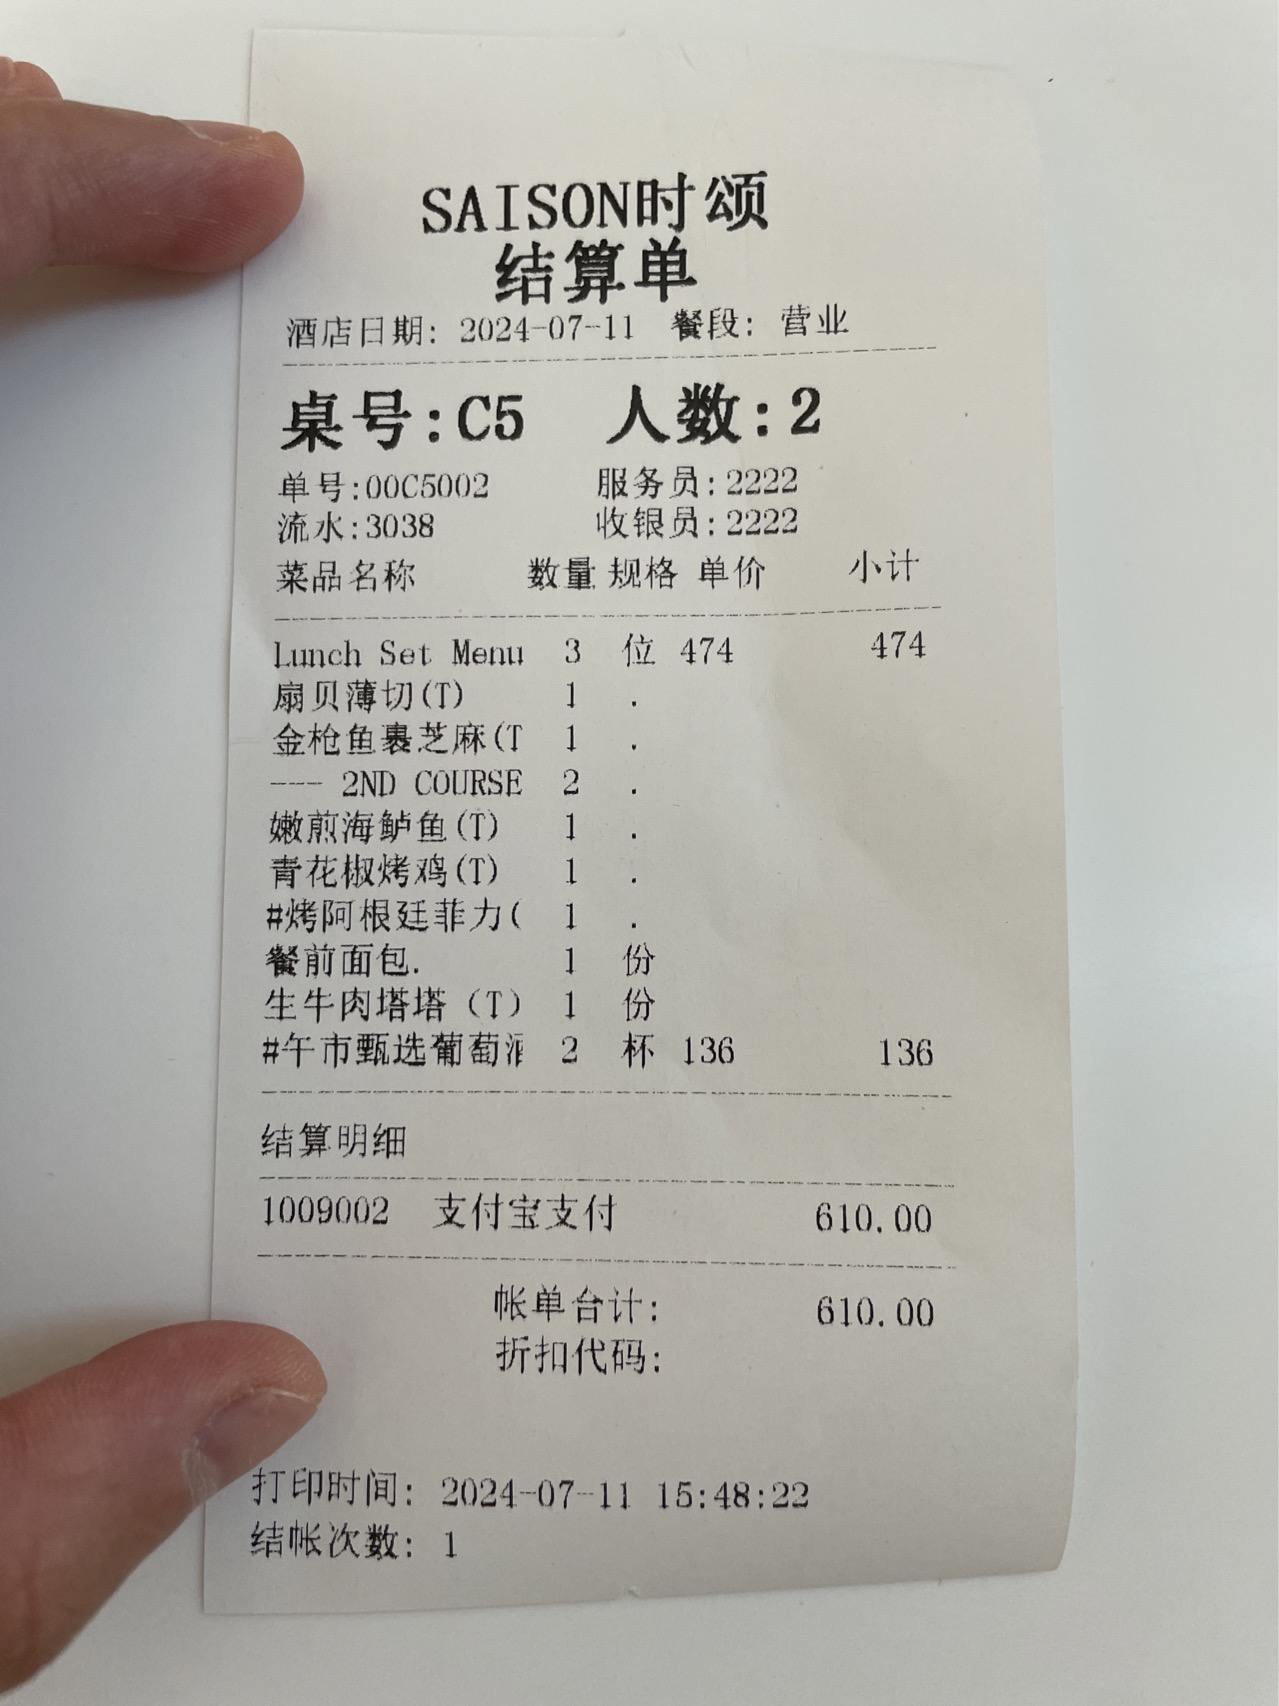 SAISON时颂
结算单
酒店日期: 2024-07-11 餐段: 营业
桌号:C5 人数:2
单号:00C5002 服务员:2222
流水:3038 收银员:2222
菜品名称 数量 规格 单价 小计
Lunch Set Menu 3 位 474 474
扇贝薄切(T) 1 .
金枪鱼裹芝麻(T 1 .
--- 2ND COURSE 2 .
嫩煎海鲈鱼(T) 1 .
青花椒烤鸡(T) 1 .
#烤阿根廷菲力( 1 .
餐前面包. 1 份
生牛肉塔塔 (T) 1 份
#午市甄选葡萄酒 2 杯 136 136
结算明细
1009002 支付宝支付 610.00
帐单合计: 610.00
折扣代码:
打印时间: 2024-07-11 15:48:22
结帐次数: 1